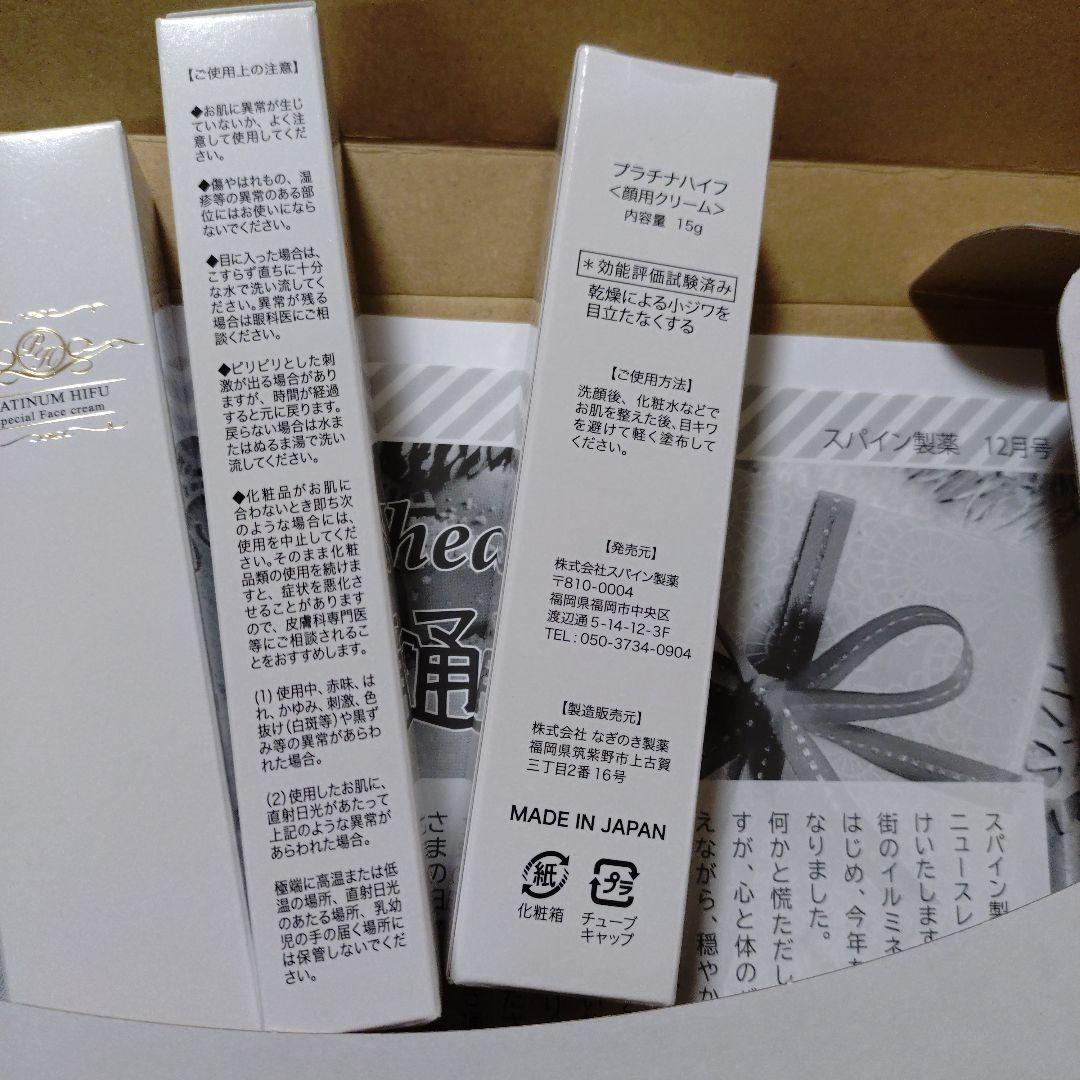 PLATINUM HIFU
Special Face cream
【ご使用上の注意】
◆お肌に異常が生じ
ていないか、よく注
意して使用してくだ
さい。
◆傷やはれもの、湿
疹等の異常のある部
位にはお使いになら
ないでください。
◆目に入った場合は、
こすらず直ちに十分
な水で洗い流してく
ださい。異常が残る
場合は眼科医にご相
談ください。
◆ピリピリとした刺
激が出る場合があり
ますが、時間が経過
すると元に戻ります。
戻らない場合は水ま
たはぬるま湯で洗い
流してください。
◆化粧品がお肌に
合わないとき即ち次
のような場合には、
使用を中止してくだ
さい。そのまま化粧
品類の使用を続けま
すと、症状を悪化さ
せることがあります
ので、皮膚科専門医
等にご相談されるこ
とをおすすめします。
(1) 使用中、赤味、は
れ、かゆみ、刺激、色
抜け(白斑等)や黒ず
み等の異常があらわ
れた場合。
(2) 使用したお肌に、
直射日光があたって
上記のような異常が
あらわれた場合。
極端に高温または低
温の場所、直射日光
のあたる場所、乳幼
児の手の届く場所に
は保管しないでくだ
さい。
プラチナハイフ
<顔用クリーム>
内容量 15g
*効能評価試験済み
乾燥による小ジワを
目立たなくする
【ご使用方法】
洗顔後、化粧水などで
お肌を整えた後、目キワ
を避けて軽く塗布して
ください。
【発売元】
株式会社スパイン製薬
〒810-0004
福岡県福岡市中央区
渡辺通5-14-12-3F
TEL : 050-3734-0904
【製造販売元】
株式会社 なぎのき製薬
福岡県筑紫野市上古賀
三丁目2番16号
MADE IN JAPAN
紙
化粧箱
プラ
チューブ
キャップ
スパイン製薬 12月号
hea
通
スパイン製
ニュースレ
けいたします
街のイルミネ
はじめ、今年も
なりました。
何かと慌ただし
すが、心と体の
えながら、穏やか
さまの